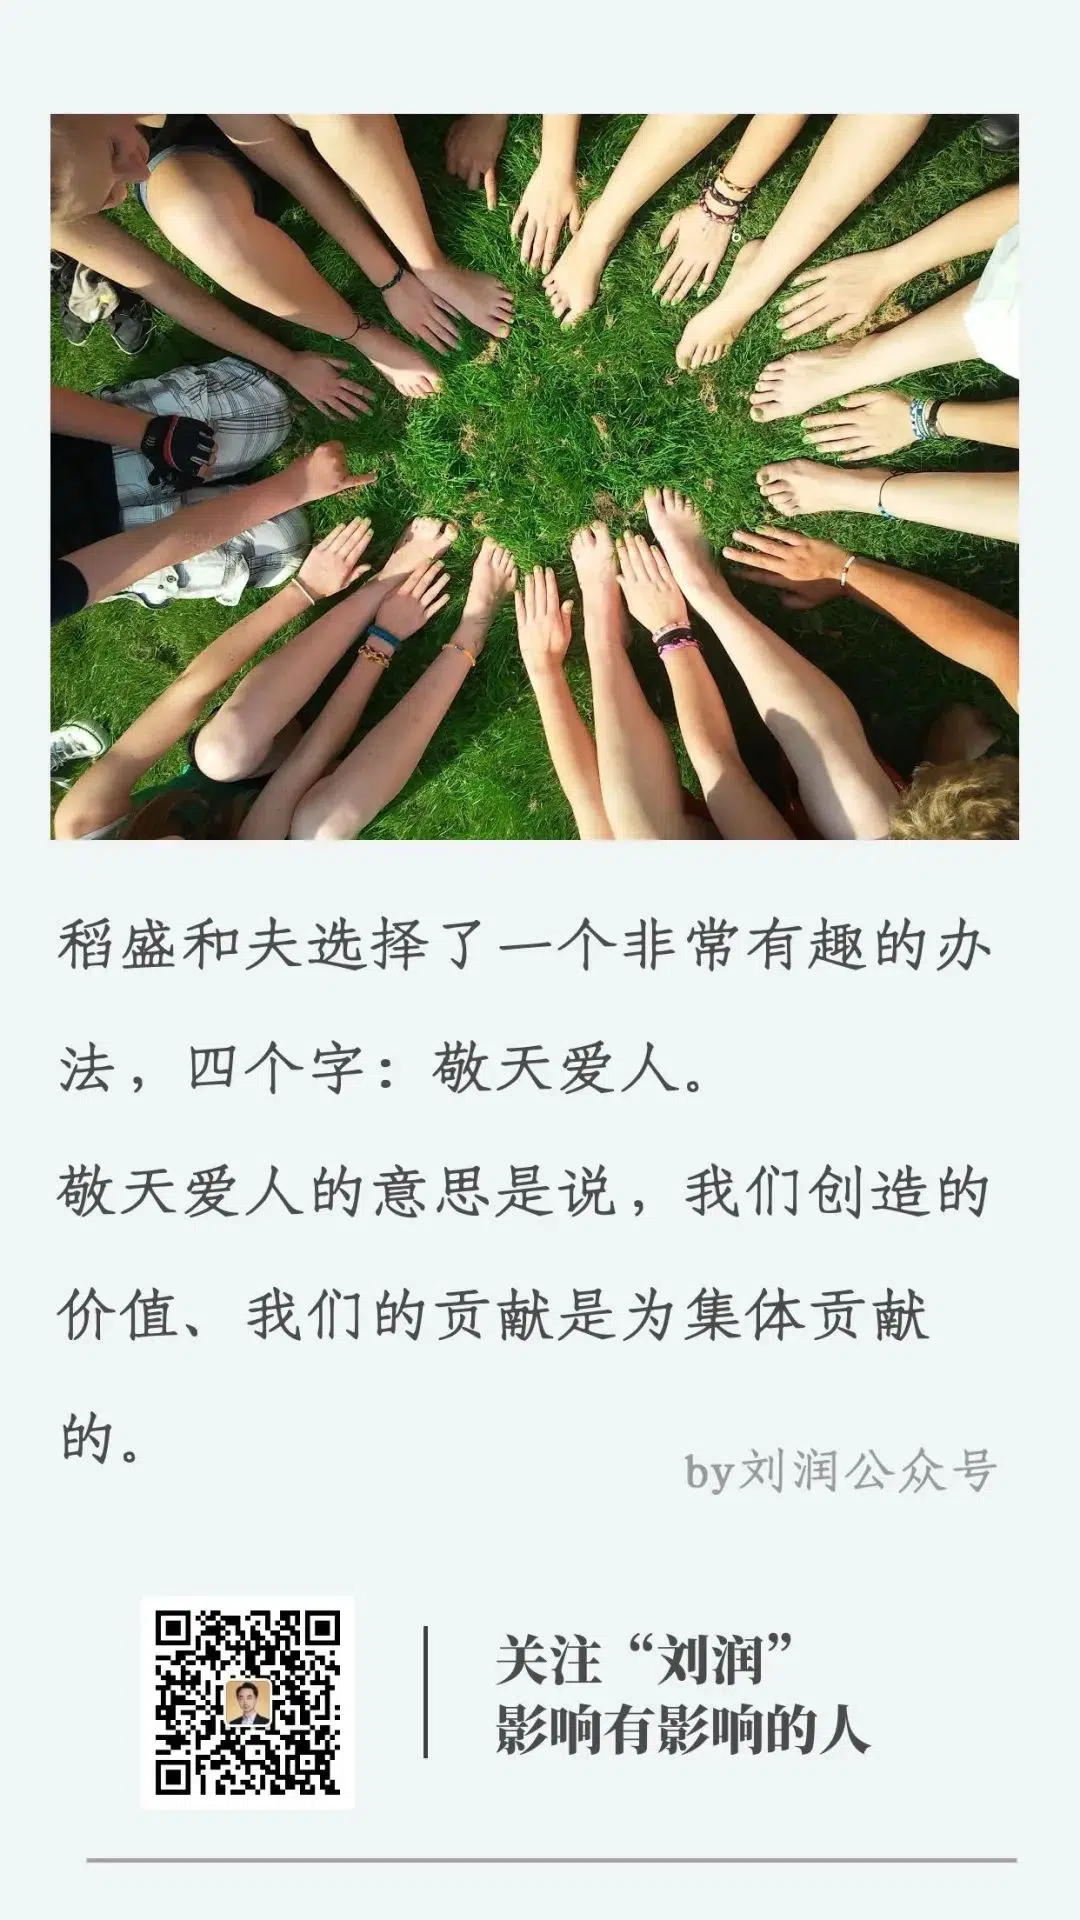 稻盛和夫选择了一个非常有趣的办
法，四个字：敬天爱人。
敬天爱人的意思是说，我们创造的
价值、我们的贡献是为集体贡献
的。
by刘润公众号
关注“刘润”
影响有影响的人